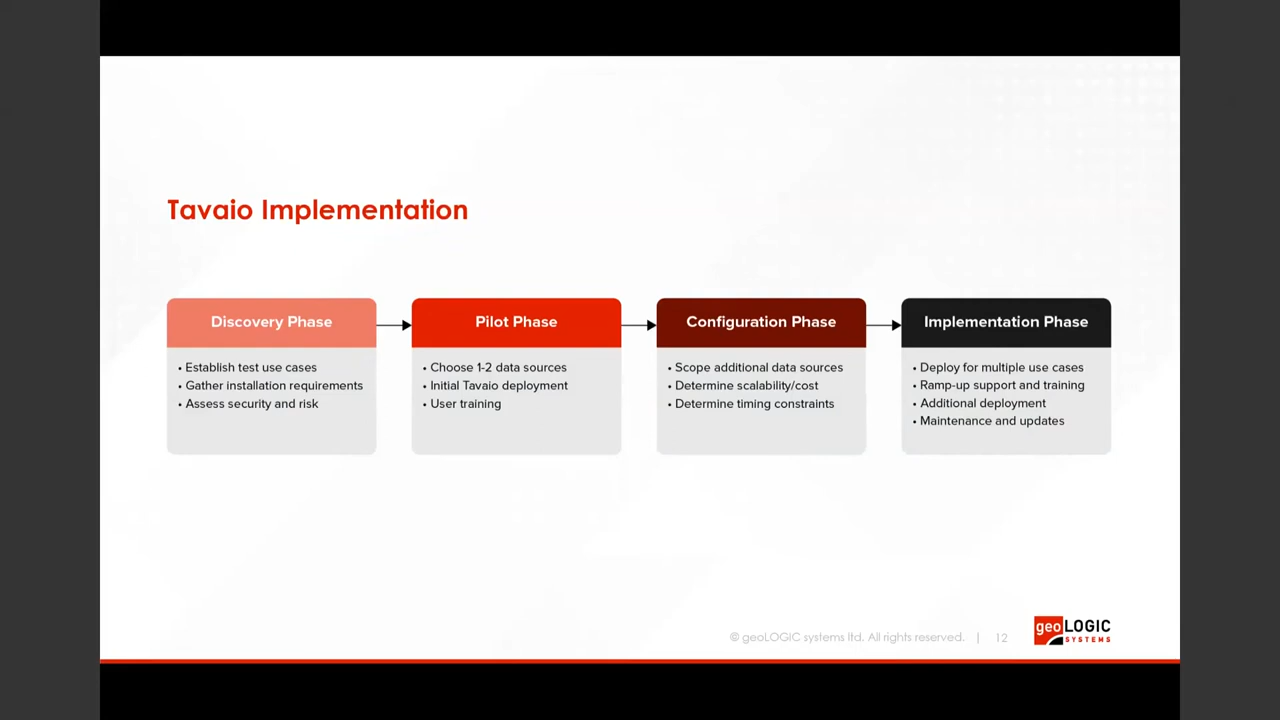 Tavaio Implementation
Discovery Phase
• Establish test use cases
• Gather installation requirements
• Assess security and risk
Pilot Phase
• Choose 1-2 data sources
• Initial Tavaio deployment
• User training
Configuration Phase
• Scope additional data sources
• Determine scalability/cost
• Determine timing constraints
Implementation Phase
• Deploy for multiple use cases
• Ramp-up support and training
• Additional deployment
• Maintenance and updates
© geoLOGIC systems ltd. All rights reserved. | 12
geoLOGIC
SYSTEMS